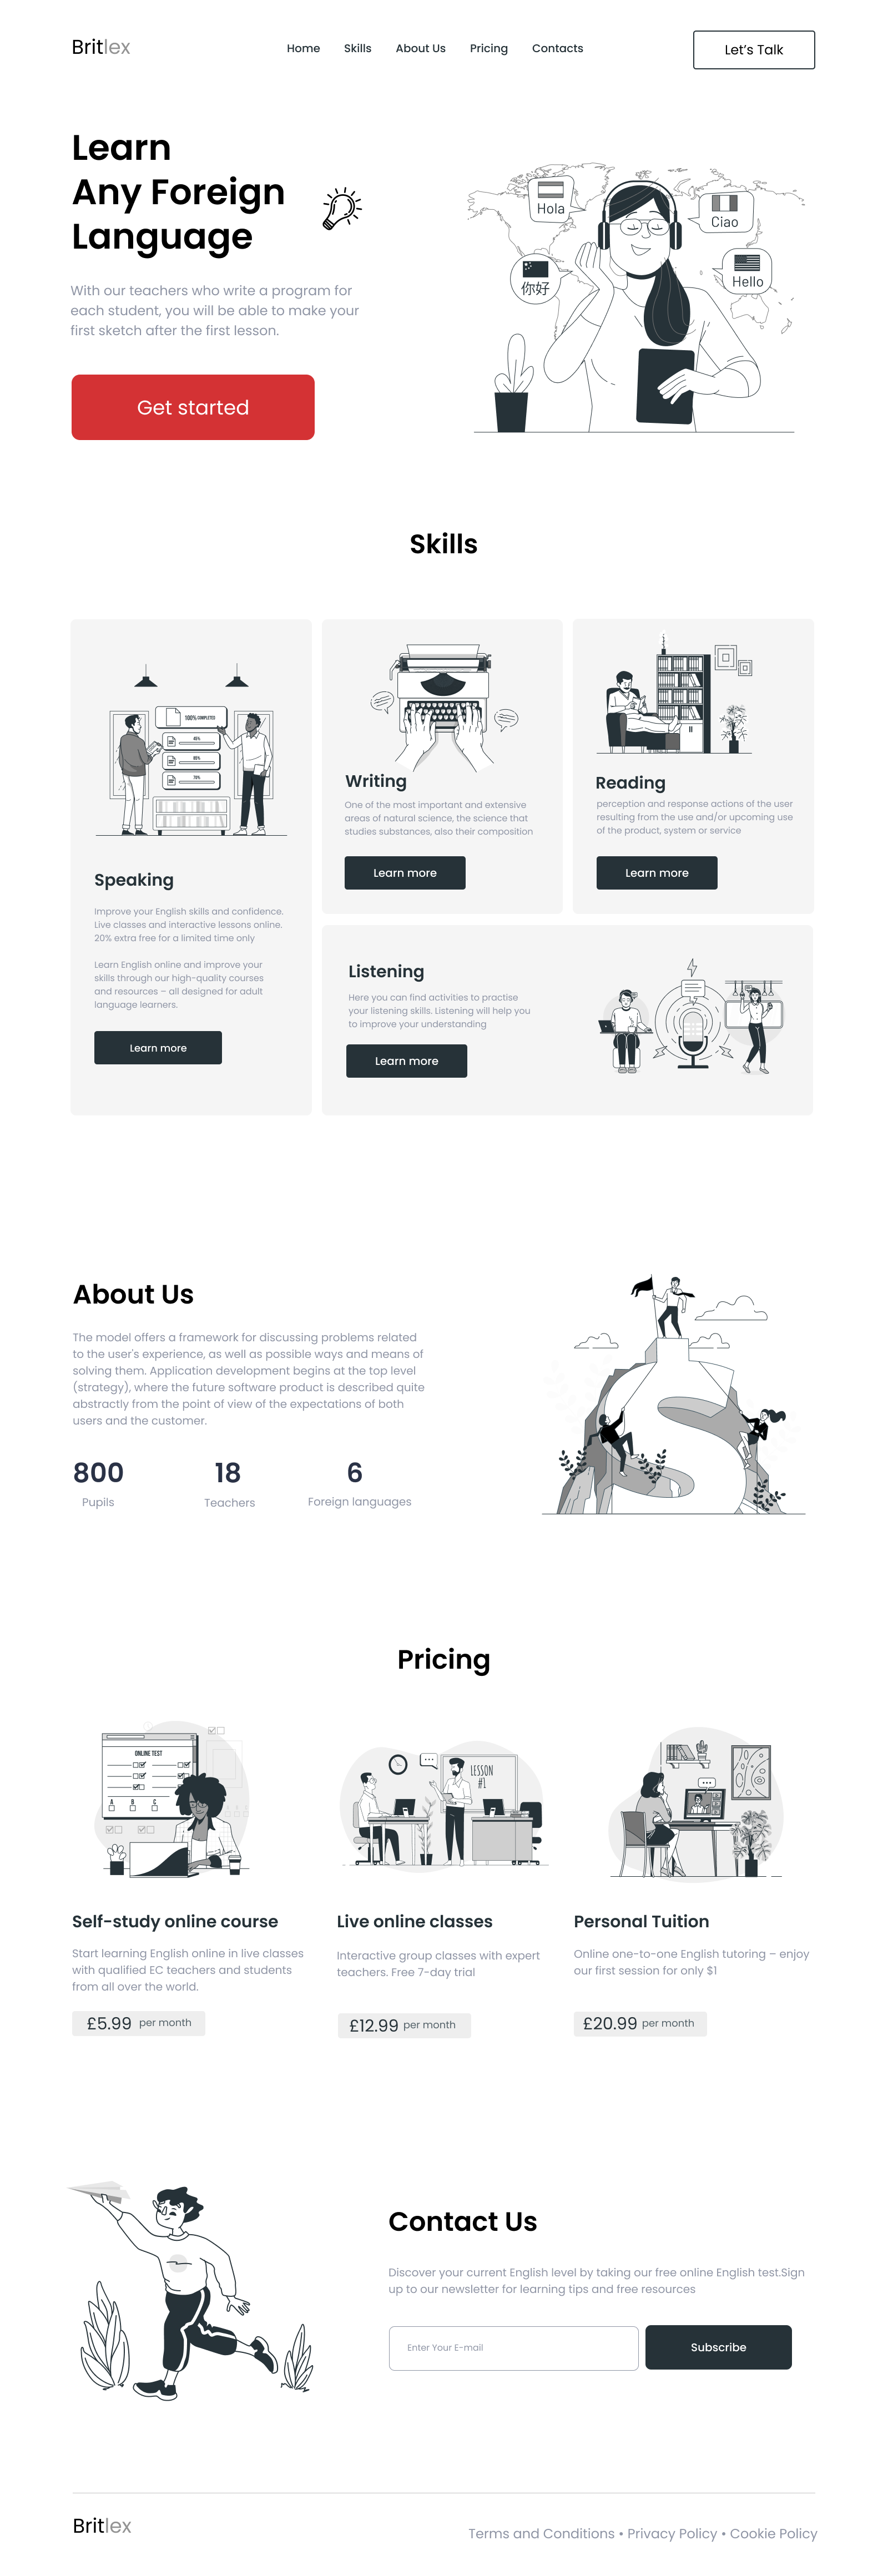 Britlex
Home Skills About Us Pricing Contacts
Let's Talk
Learn
Any Foreign
Language
With our teachers who write a program for
each student, you will be able to make your
first sketch after the first lesson.
Get started
Hola
Ciao
你好
Hello
Skills
100% COMPLETED
45%
85%
70%
Speaking
Improve your English skills and confidence.
Live classes and interactive lessons online.
20% extra free for a limited time only
Learn English online and improve your
skills through our high-quality courses
and resources – all designed for adult
language learners.
Learn more
Writing
One of the most important and extensive
areas of natural science, the science that
studies substances, also their composition
Learn more
Reading
perception and response actions of the user
resulting from the use and/or upcoming use
of the product, system or service
Learn more
Listening
Here you can find activities to practise
your listening skills. Listening will help you
to improve your understanding
Learn more
About Us
The model offers a framework for discussing problems related
to the user's experience, as well as possible ways and means of
solving them. Application development begins at the top level
(strategy), where the future software product is described quite
abstractly from the point of view of the expectations of both
users and the customer.
800 18 6
Pupils Teachers Foreign languages
Pricing
ONLINE TEST
A B C
LESSON
#1
Self-study online course
Start learning English online in live classes
with qualified EC teachers and students
from all over the world.
£5.99 per month
Live online classes
Interactive group classes with expert
teachers. Free 7-day trial
£12.99 per month
Personal Tuition
Online one-to-one English tutoring – enjoy
our first session for only $1
£20.99 per month
Contact Us
Discover your current English level by taking our free online English test.Sign
up to our newsletter for learning tips and free resources
Enter Your E-mail
Subscribe
Britlex
Terms and Conditions • Privacy Policy • Cookie Policy